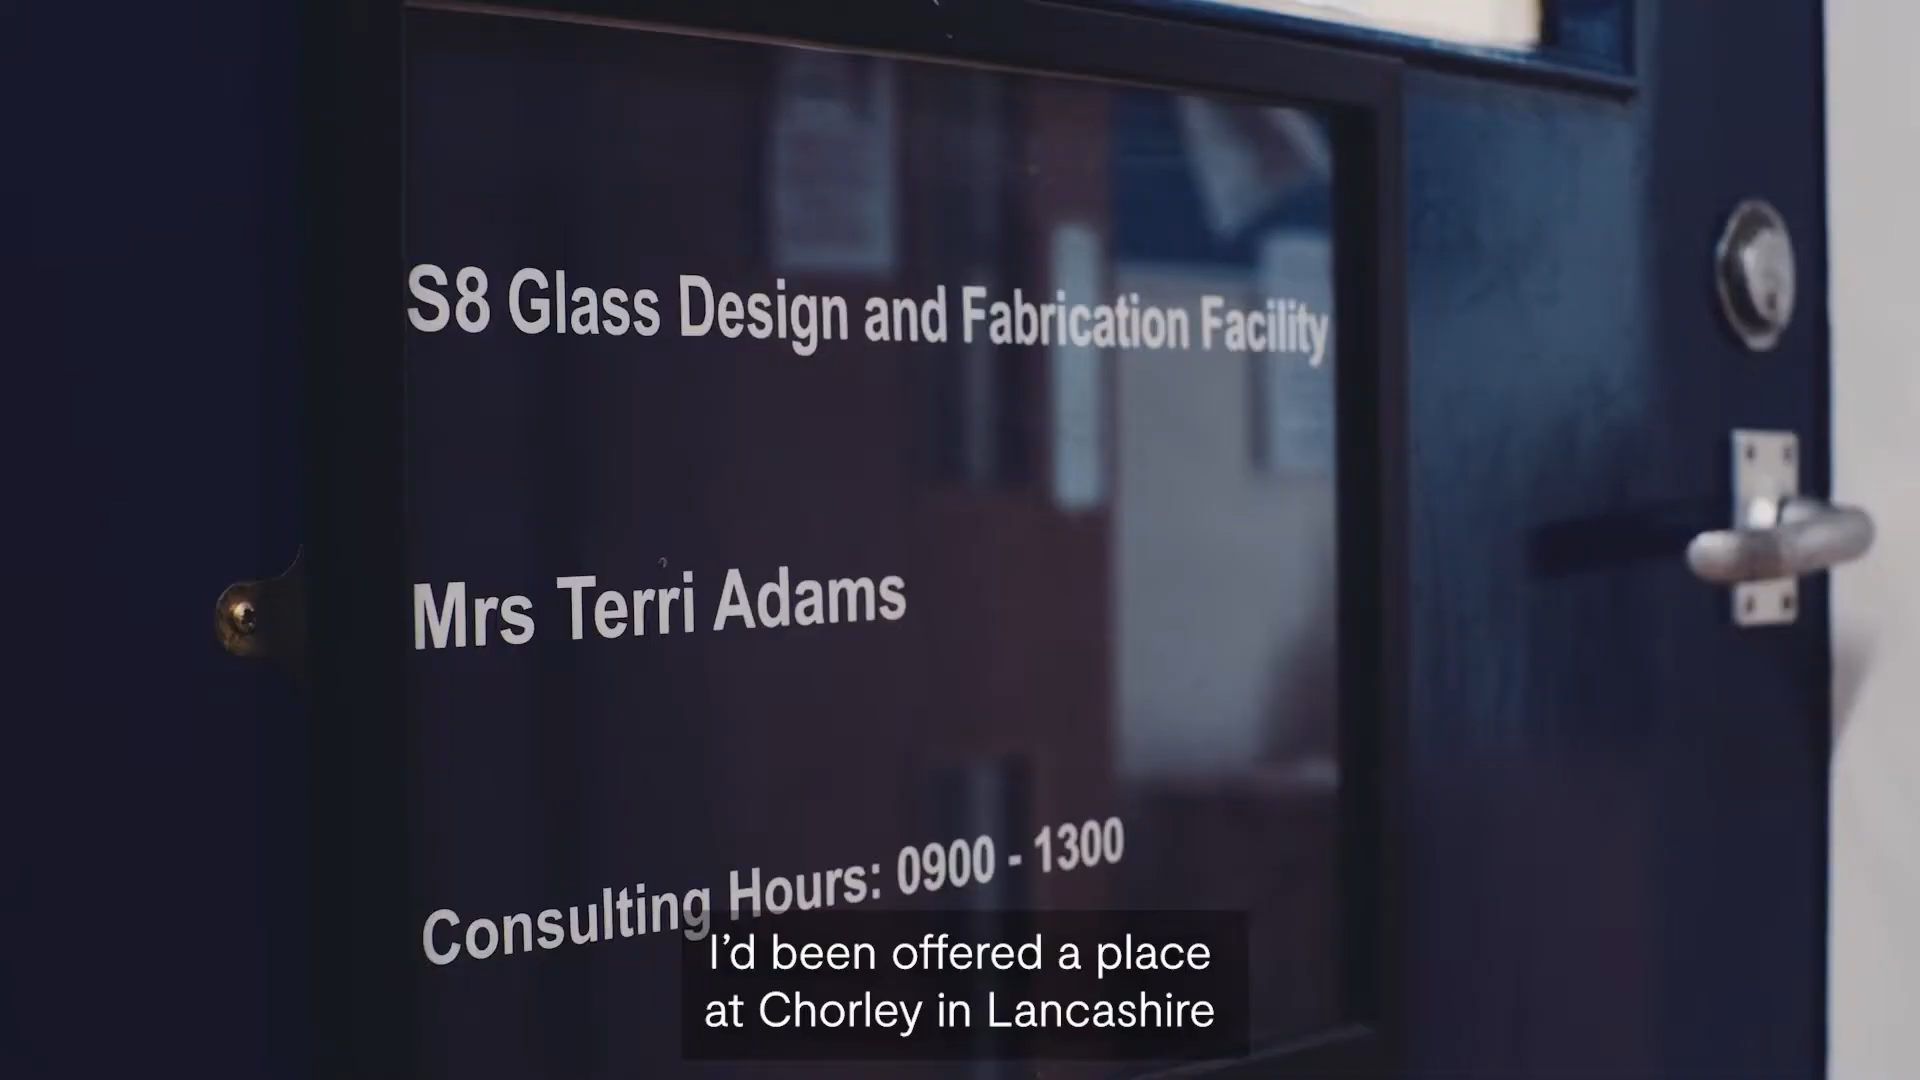 S8 Glass Design and Fabrication Facility
Mrs Terri Adams
Consulting Hours: 0900 - 1300
I’d been offered a place
at Chorley in Lancashire